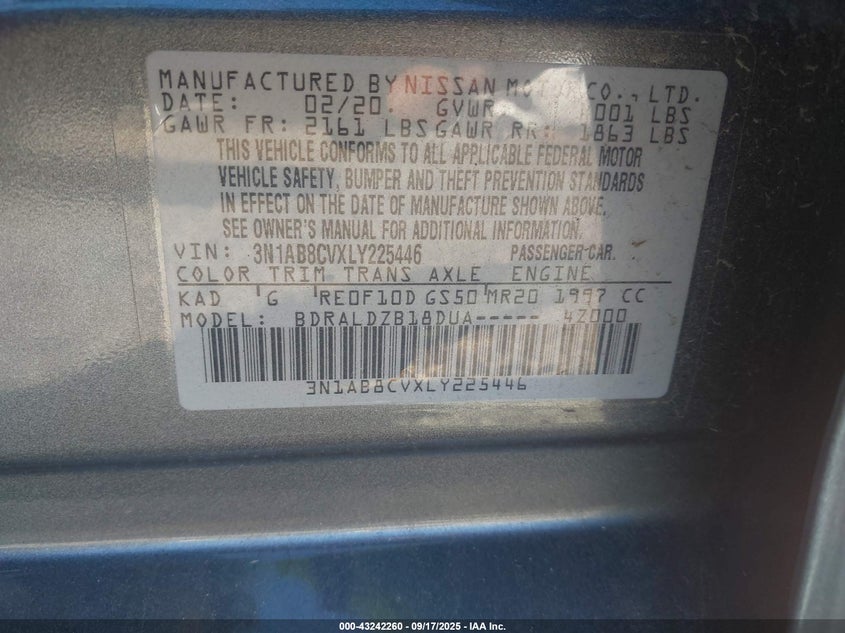 MANUFACTURED BY NISSAN MOTOR CO., LTD.
DATE: 02/20 GVWR 001 LBS
GAWR FR: 2161 LBS GAWR RR: 1863 LBS
THIS VEHICLE CONFORMS TO ALL APPLICABLE FEDERAL MOTOR
VEHICLE SAFETY, BUMPER AND THEFT PREVENTION STANDARDS
IN EFFECT ON THE DATE OF MANUFACTURE SHOWN ABOVE.
SEE OWNER'S MANUAL FOR ADDITIONAL INFORMATION.
VIN: 3N1AB8CVXLY225446 PASSENGER CAR
COLOR TRIM TRANS AXLE ENGINE
KAD G RE0F10D GS50 MR20 1997 CC
MODEL: BDRALDZB18DUA----- 4Z000
3N1AB8CVXLY225446
000-43242260 - 09/17/2025 - IAA Inc.